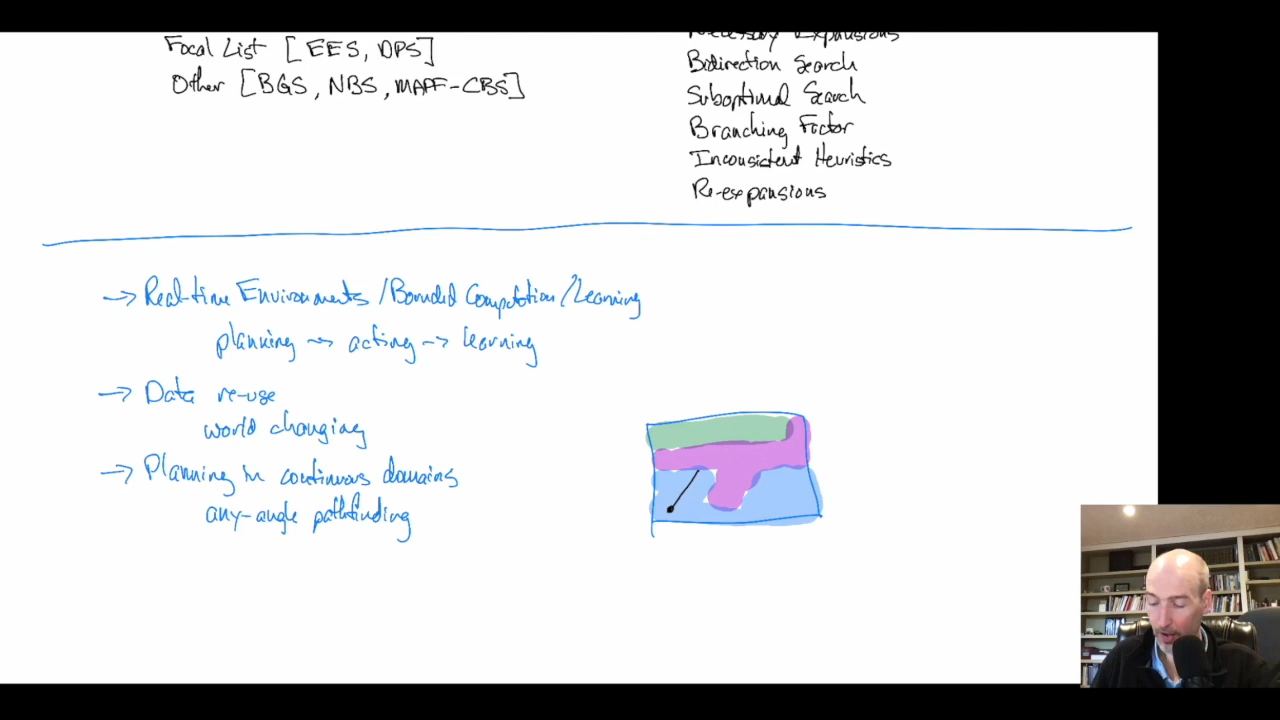 Focal List [EES, DPS]
Other [BGS, NBS, MAPF-CBS]
Necessary Expansions
Bidirection Search
Suboptimal Search
Branching Factor
Inconsistent Heuristics
Re-expansions
→ Real-time Environments/Bounded Computation/Learning
planning → acting → learning
→ Data re-use
world changing
→ Planning in continuous domains
any-angle pathfinding